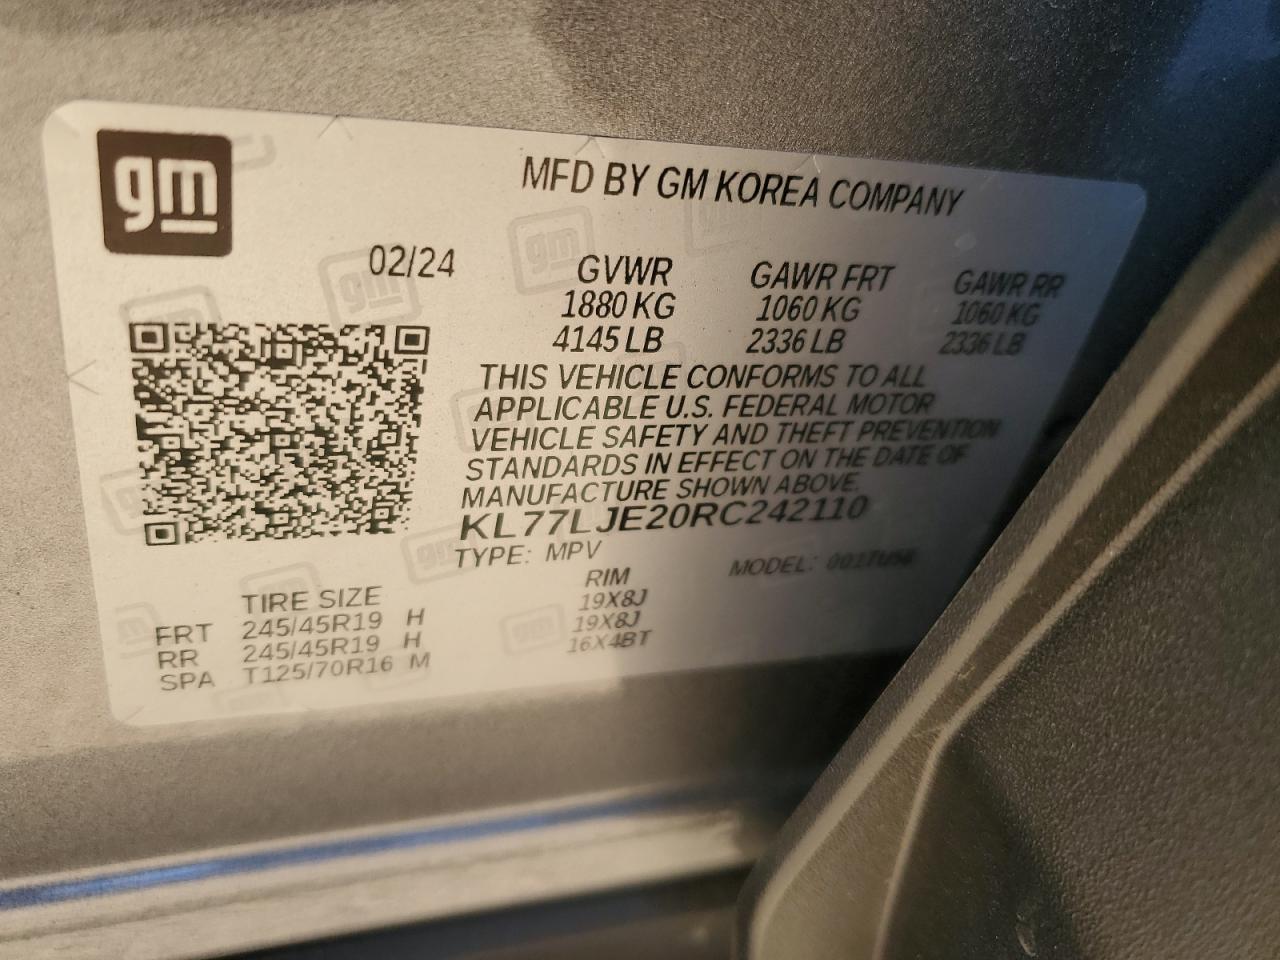 gm
MFD BY GM KOREA COMPANY
02/24
GVWR GAWR FRT GAWR RR
1880 KG 1060 KG 1060 KG
4145 LB 2336 LB 2336 LB
THIS VEHICLE CONFORMS TO ALL
APPLICABLE U.S. FEDERAL MOTOR
VEHICLE SAFETY AND THEFT PREVENTION
STANDARDS IN EFFECT ON THE DATE OF
MANUFACTURE SHOWN ABOVE.
KL77LJE20RC242110
TYPE: MPV MODEL:
TIRE SIZE RIM
FRT 245/45R19 H 19X8J
RR 245/45R19 H 19X8J
SPA T125/70R16 M 16X4BT